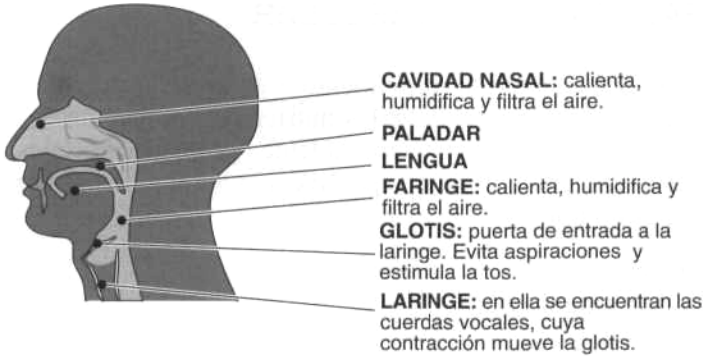 CAVIDAD NASAL: calienta,
humidifica y filtra el aire.
PALADAR
LENGUA
FARINGE: calienta, humidifica y
filtra el aire.
GLOTIS: puerta de entrada a la
laringe. Evita aspiraciones y
estimula la tos.
LARINGE: en ella se encuentran las
cuerdas vocales, cuya
contracción mueve la glotis.